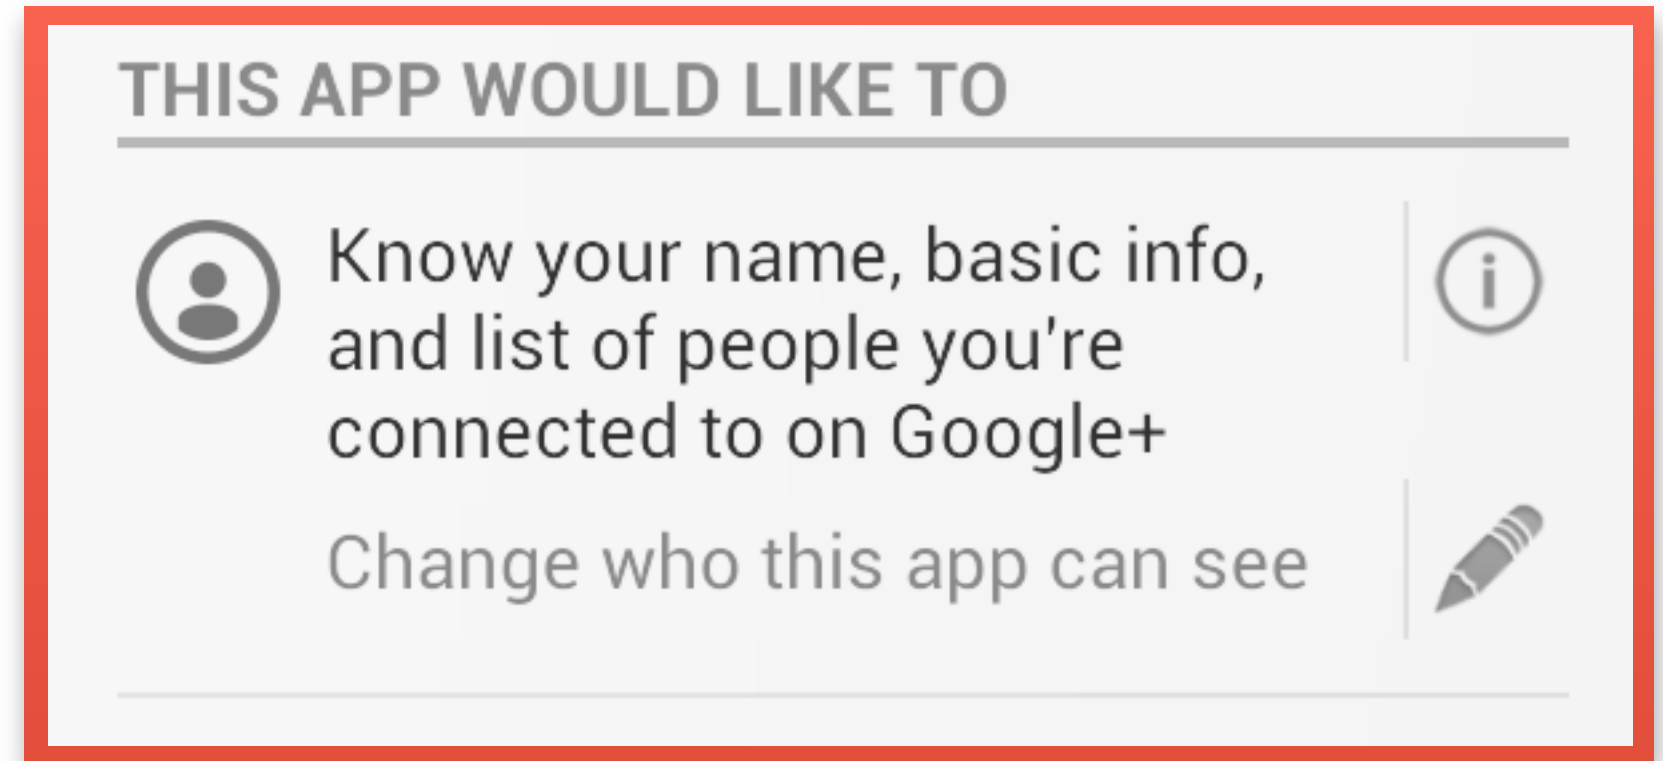 THIS APP WOULD LIKE TO
Know your name, basic info,
and list of people you're
connected to on Google+
Change who this app can see